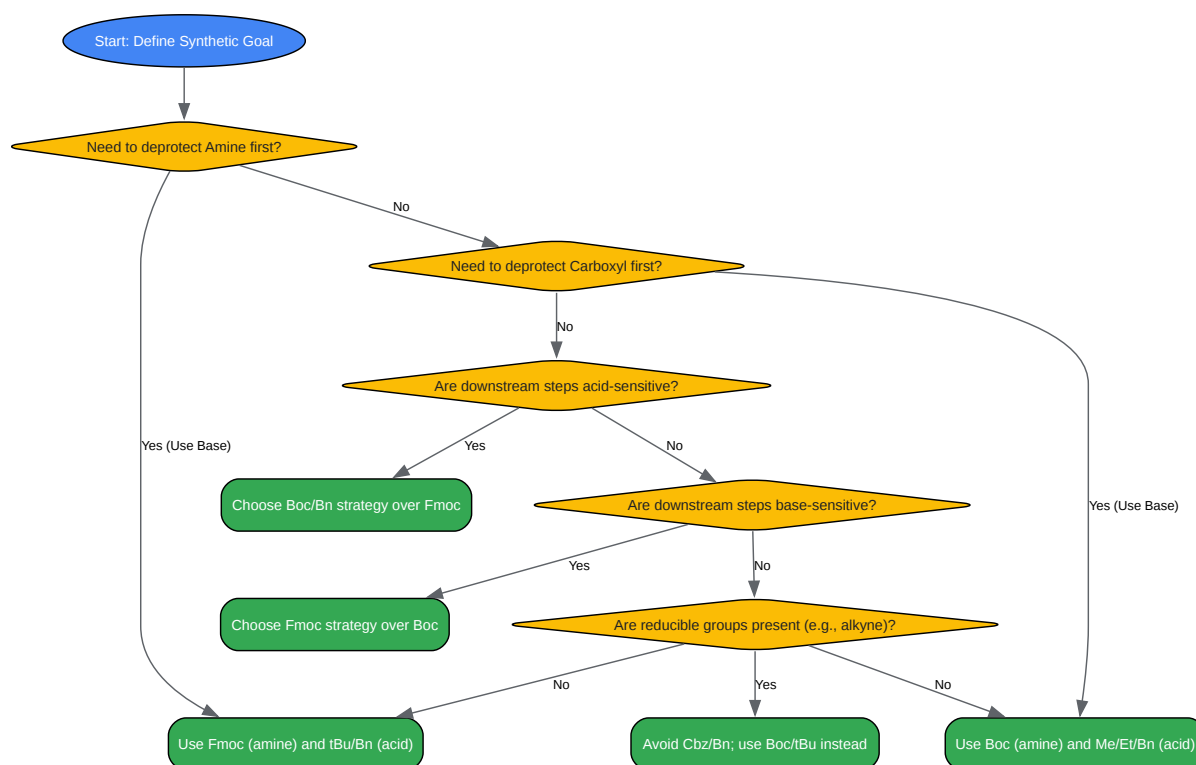 Start: Define Synthetic Goal
Need to deprotect Amine first?
No
Need to deprotect Carboxyl first?
No
Are downstream steps acid-sensitive?
Yes (Use Base)
Yes
No
Choose Boc/Bn strategy over Fmoc
Are downstream steps base-sensitive?
Yes (Use Base)
Yes
No
Choose Fmoc strategy over Boc
Are reducible groups present (e.g., alkyne)?
No
Yes
No
Use Fmoc (amine) and tBu/Bn (acid)
Avoid Cbz/Bn; use Boc/tBu instead
Use Boc (amine) and Me/Et/Bn (acid)